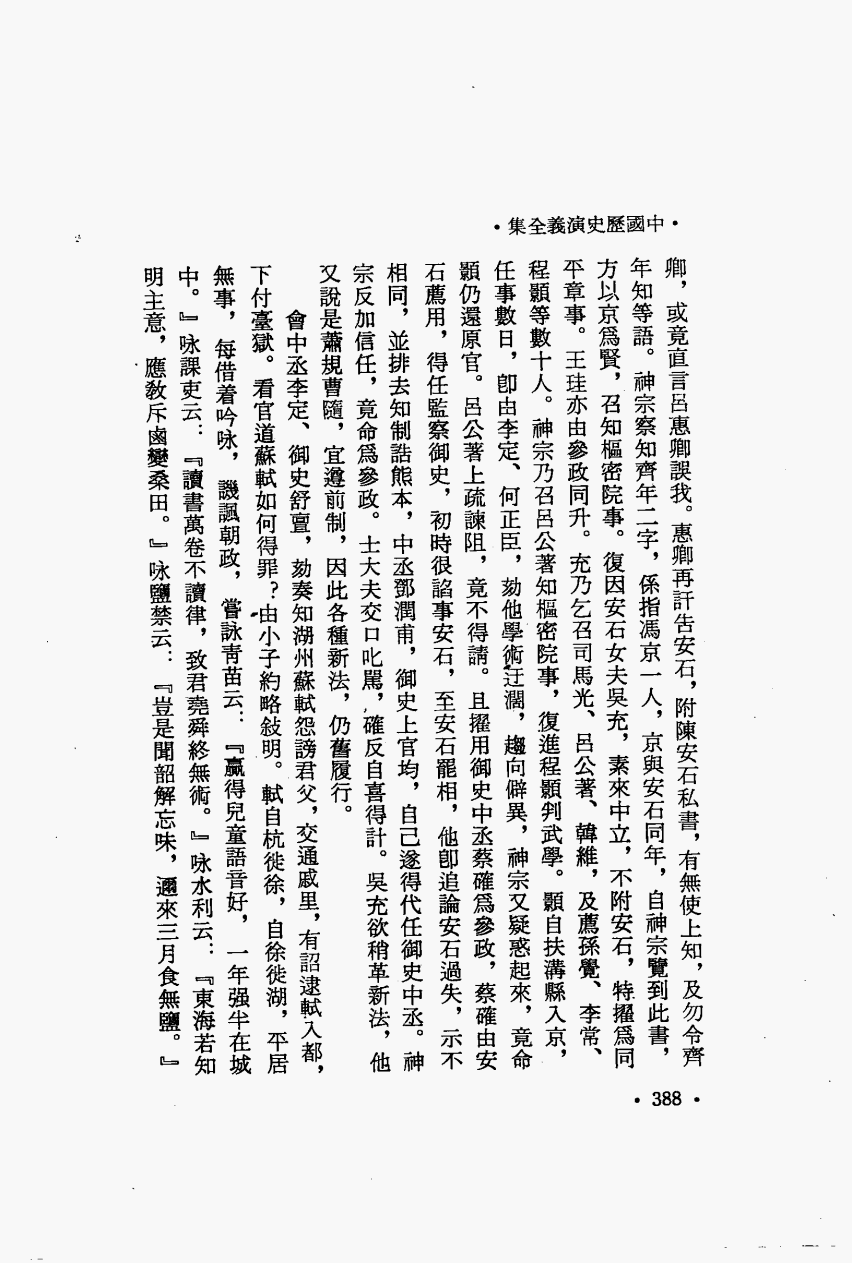 •中國歷史演義全集•
卿，或竟直言呂惠卿誤我。惠卿再訐告安石，附陳安石私書，有無使上知，及勿令齊
年知等語。神宗察知齊年二字，係指馮京一人，京與安石同年，自神宗覽到此書，
方以京爲賢，召知樞密院事。復因安石女夫吳充，素來中立，不附安石，特擢爲同
平章事。王珪亦由參政同升。充乃乞召司馬光、呂公著、韓維，及薦孫覺、李常、
程顥等數十人。神宗乃召呂公著知樞密院事，復進程顥判武學。顥自扶溝縣入京，
任事數日，卽由李定、何正臣，劾他學術迂濶，趨向僻異，神宗又疑惑起來，竟命
顥仍還原官。呂公著上疏諫阻，竟不得請。且擢用御史中丞蔡確爲參政，蔡確由安
石薦用，得任監察御史，初時很諂事安石，至安石罷相，他卽追論安石過失，示不
相同，並排去知制誥熊本，中丞鄧潤甫，御史上官均，自己遂得代任御史中丞。神
宗反加信任，竟命爲參政。士大夫交口叱駡，確反自喜得計。吳充欲稍革新法，他
又說是蕭規曹隨，宜遵前制，因此各種新法，仍舊履行。
會中丞李定、御史舒亶，劾奏知湖州蘇軾怨謗君父，交通戚里，有詔逮軾入都，
下付臺獄。看官道蘇軾如何得罪？由小子約略敍明。軾自杭徙徐，自徐徙湖，平居
無事，每借着吟咏，譏諷朝政，嘗詠靑苗云：『贏得兒童語音好，一年强半在城
中。』咏課吏云：『讀書萬卷不讀律，致君堯舜終無術。』咏水利云：『東海若知
明主意，應敎斥鹵變桑田。』咏鹽禁云：『豈是聞韶解忘味，邇來三月食無鹽。』
•388•